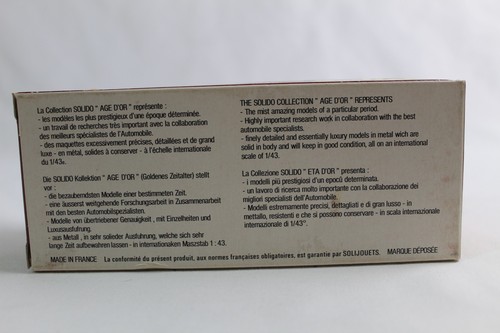 La Collection SOLIDO " AGE D'OR " représente :
- les modèles les plus prestigieux d'une époque déterminée.
- un travail de recherches très important avec la collaboration
des meilleurs spécialistes de l'Automobile.
- des maquettes excessivement précises, détaillées et de grand
luxe - en métal, solides à conserver - à l'échelle internationale
du 1/43e.
Die SOLIDO Kollektion " AGE D'OR " (Goldenes Zeitalter) stellt
vor :
- die bezauberndsten Modelle einer bestimmten Zeit.
- eine äusserst weitgehende Forschungsarbeit in Zusammenarbeit
mit den besten Automobilspezialisten.
- Modelle von übertriebener Genauigkeit , mit Einzelheiten und
Luxusausführung.
- aus Metall , in sehr solieder Ausführung, welche sich sehr
lange Zeit aufbewahren lassen - in internationaken Maszstab 1 : 43.
THE SOLIDO COLLECTION " AGE D'OR " REPRESENTS
- The mist amazing models of a particular period.
- Highly important research work in collaboration with the best
automobile specialists.
- finely detailed and essentially luxury models in metal wich are
solid in body and will keep in good condition, all on an international
scale of 1/43.
La Collezione SOLIDO " ETA D'OR " presenta :
- i modelli più prestigiosi d'un epocù determinata.
- un lavoro di ricerca molto importante con la collaborazione dei
migliori specialisti dell'Automobile.
- Modelli estremamente precisi, dettagliati e di gran lusso - in
metallo, resistenti e che si possano conservare - in scala internazionale
di 1/43°.
MADE IN FRANCE La conformité du présent produit, aux normes françaises obligatoires, est garantie par SOLIJOUETS. MARQUE DÉPOSÉE